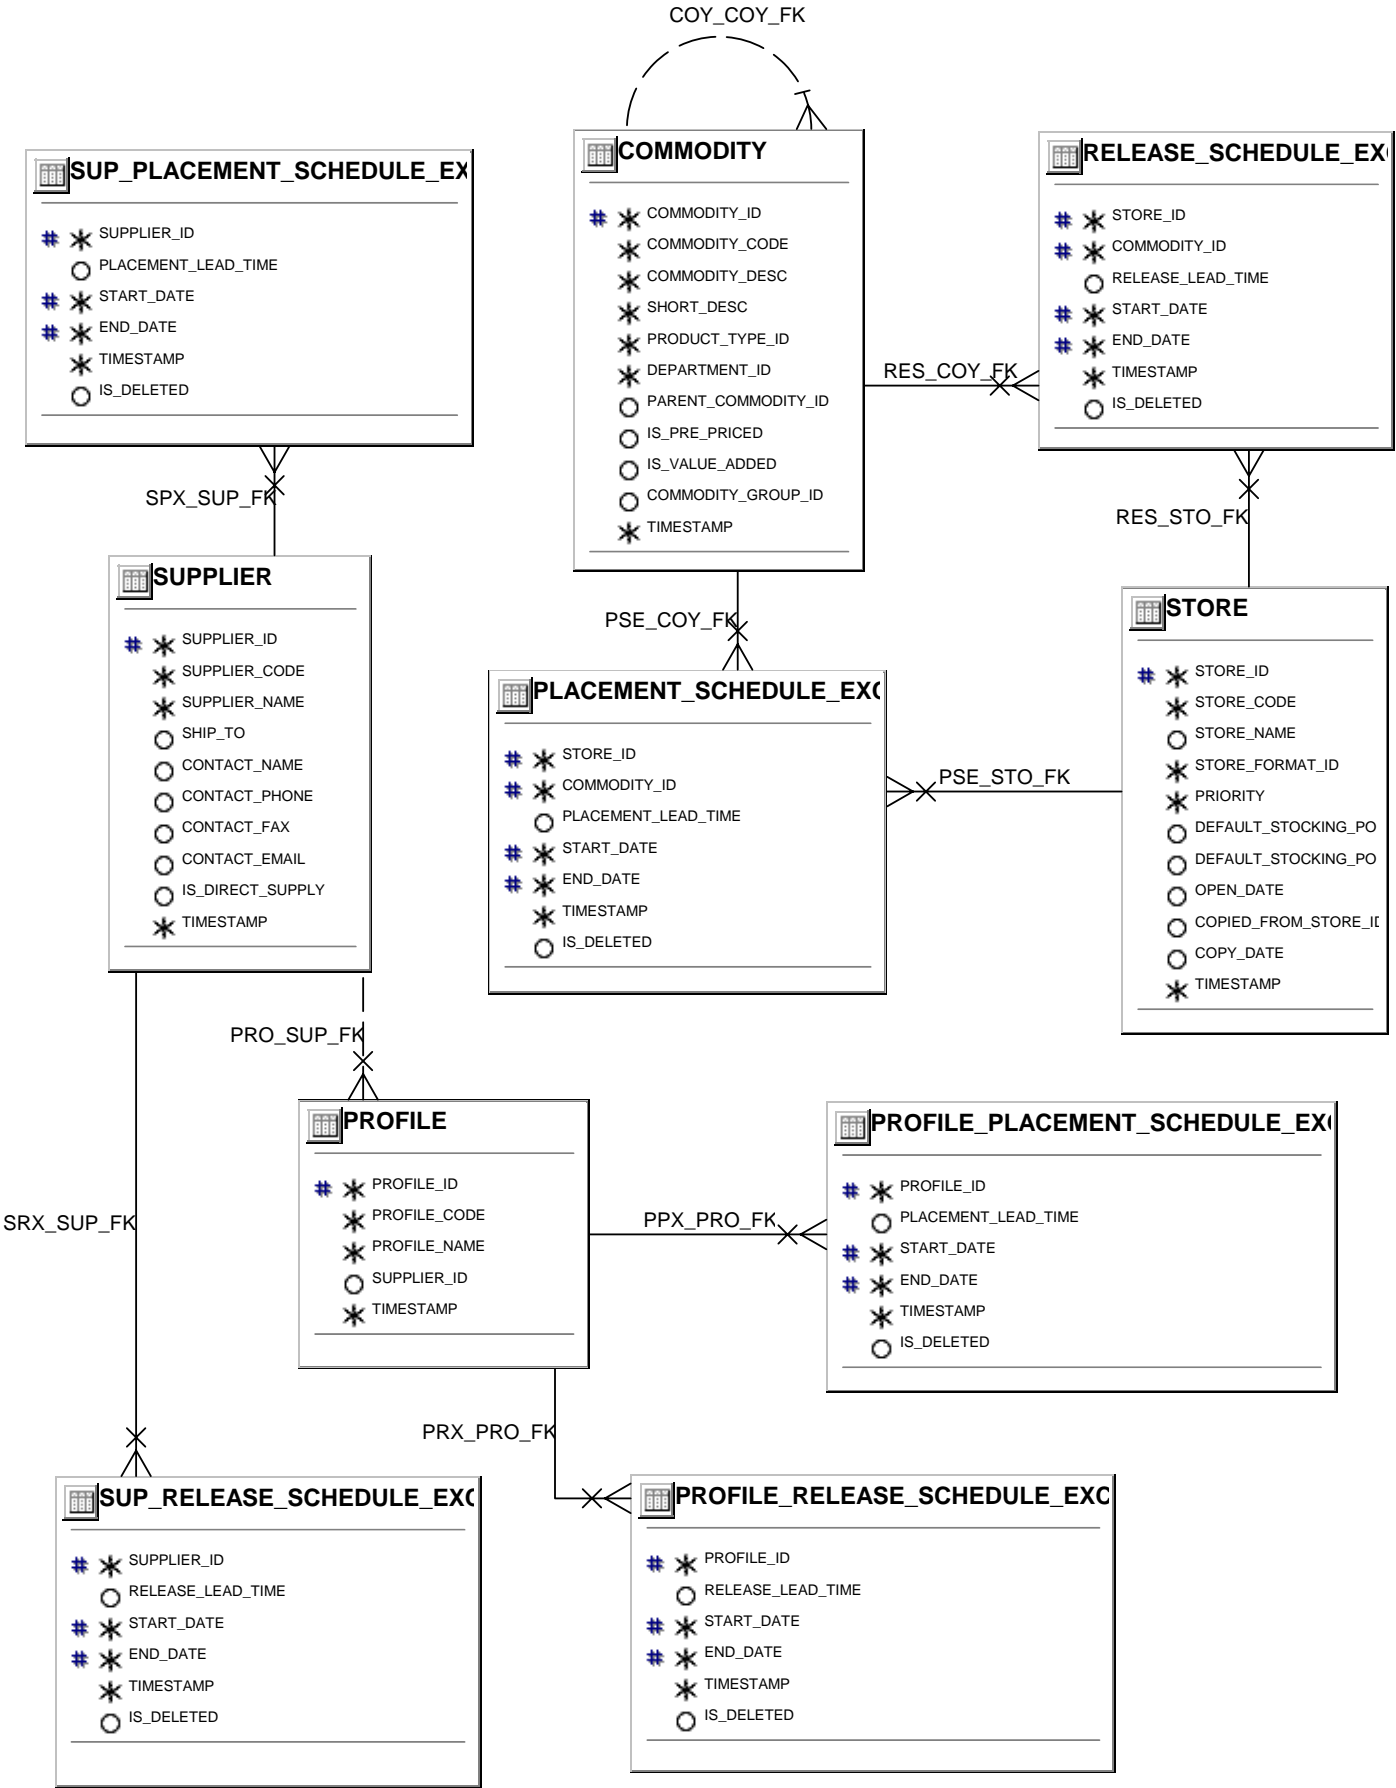 COY_COY_FK
SUP_PLACEMENT_SCHEDULE_EX
# * SUPPLIER_ID
O PLACEMENT_LEAD_TIME
# * START_DATE
# * END_DATE
* TIMESTAMP
O IS_DELETED
COMMODITY
# * COMMODITY_ID
* COMMODITY_CODE
* COMMODITY_DESC
* SHORT_DESC
* PRODUCT_TYPE_ID
* DEPARTMENT_ID
O PARENT_COMMODITY_ID
O IS_PRE_PRICED
O IS_VALUE_ADDED
O COMMODITY_GROUP_ID
* TIMESTAMP
RELEASE_SCHEDULE_EX
# * STORE_ID
# * COMMODITY_ID
O RELEASE_LEAD_TIME
# * START_DATE
# * END_DATE
* TIMESTAMP
O IS_DELETED
RES_COY_FK
SPX_SUP_FK
RES_STO_FK
SUPPLIER
# * SUPPLIER_ID
* SUPPLIER_CODE
* SUPPLIER_NAME
O SHIP_TO
O CONTACT_NAME
O CONTACT_PHONE
O CONTACT_FAX
O CONTACT_EMAIL
O IS_DIRECT_SUPPLY
* TIMESTAMP
PSE_COY_FK
PLACEMENT_SCHEDULE_EXC
# * STORE_ID
# * COMMODITY_ID
O PLACEMENT_LEAD_TIME
# * START_DATE
# * END_DATE
* TIMESTAMP
O IS_DELETED
PSE_STO_FK
STORE
# * STORE_ID
* STORE_CODE
O STORE_NAME
* STORE_FORMAT_ID
* PRIORITY
O DEFAULT_STOCKING_PO
O DEFAULT_STOCKING_PO
O OPEN_DATE
O COPIED_FROM_STORE_ID
O COPY_DATE
* TIMESTAMP
PRO_SUP_FK
PROFILE
# * PROFILE_ID
* PROFILE_CODE
* PROFILE_NAME
O SUPPLIER_ID
* TIMESTAMP
PPX_PRO_FK
PROFILE_PLACEMENT_SCHEDULE_EXC
# * PROFILE_ID
O PLACEMENT_LEAD_TIME
# * START_DATE
# * END_DATE
* TIMESTAMP
O IS_DELETED
SRX_SUP_FK
PRX_PRO_FK
SUP_RELEASE_SCHEDULE_EXC
# * SUPPLIER_ID
O RELEASE_LEAD_TIME
# * START_DATE
# * END_DATE
* TIMESTAMP
O IS_DELETED
PROFILE_RELEASE_SCHEDULE_EXC
# * PROFILE_ID
O RELEASE_LEAD_TIME
# * START_DATE
# * END_DATE
* TIMESTAMP
O IS_DELETED